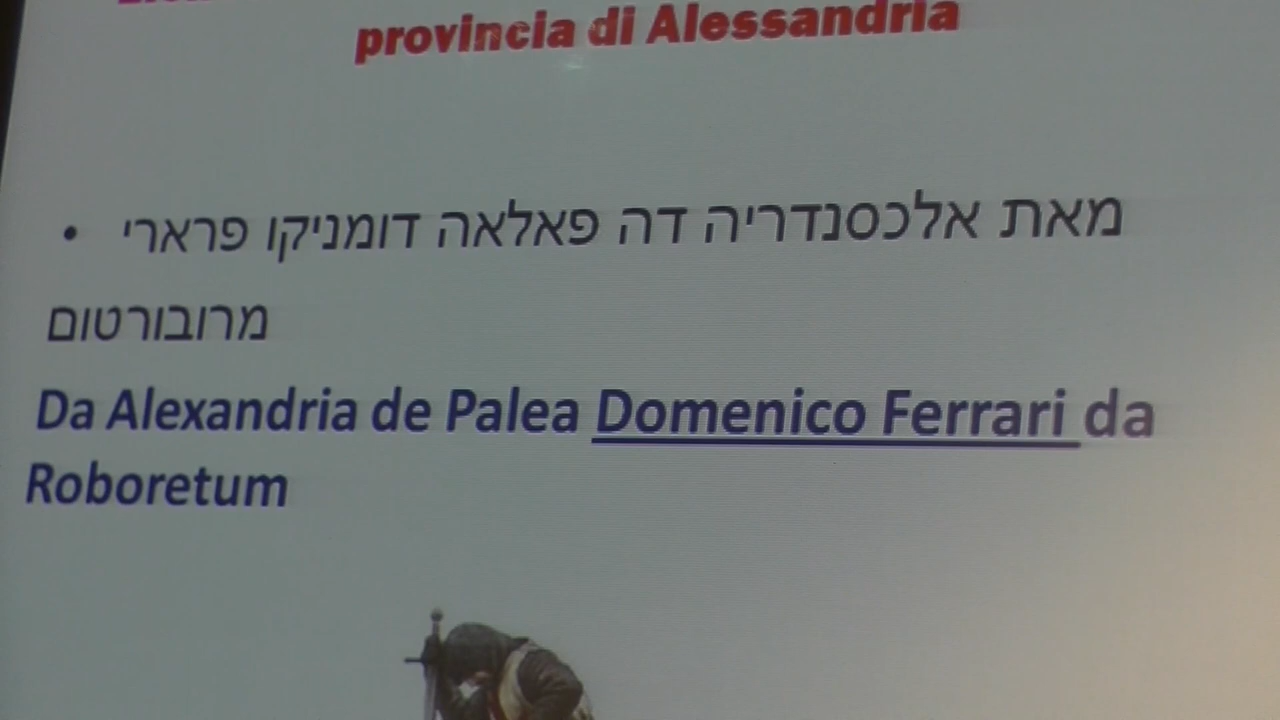 provincia di Alessandria
• מאת אלכסנדריה דה פאלאה דומניקו פרארי
מרובורטום
Da Alexandria de Palea Domenico Ferrari da
Roboretum